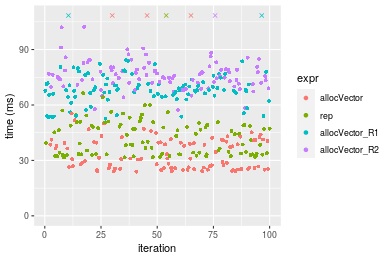 time (ms)
90
60
30
0
0
25
50
75
100
iteration
expr
allocVector
rep
allocVector_R1
allocVector_R2